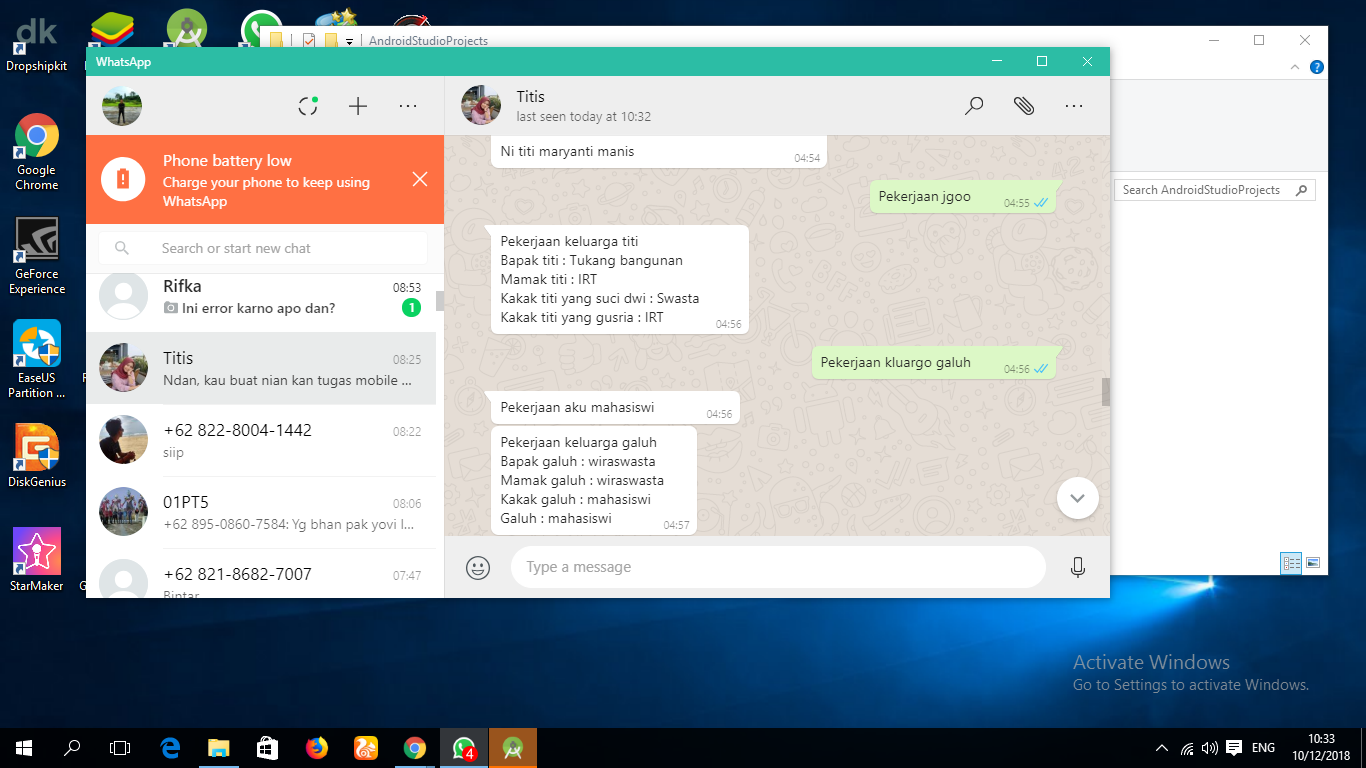 dk
Dropshipkit
Google
Chrome
GeForce
Experience
EaseUS
Partition ...
DiskGenius
StarMaker
AndroidStudioProjects
Search AndroidStudioProjects
WhatsApp
Phone battery low
Charge your phone to keep using
WhatsApp
Search or start new chat
Rifka 08:53
Ini error karno apo dan? 1
Titis 08:25
Ndan, kau buat nian kan tugas mobile ...
+62 822-8004-1442 08:22
siip
01PT5 08:06
+62 895-0860-7584: Yg bhan pak yovi l...
+62 821-8682-7007 07:47
Bintar
Titis
last seen today at 10:32
Ni titi maryanti manis 04:54
Pekerjaan jgoo 04:55
Pekerjaan keluarga titi
Bapak titi : Tukang bangunan
Mamak titi : IRT
Kakak titi yang suci dwi : Swasta
Kakak titi yang gusria : IRT 04:56
Pekerjaan kluargo galuh 04:56
Pekerjaan aku mahasiswi 04:56
Pekerjaan keluarga galuh
Bapak galuh : wiraswasta
Mamak galuh : wiraswasta
Kakak galuh : mahasiswi
Galuh : mahasiswi 04:57
Type a message
Activate Windows
Go to Settings to activate Windows.
4
ENG
10:33
10/12/2018